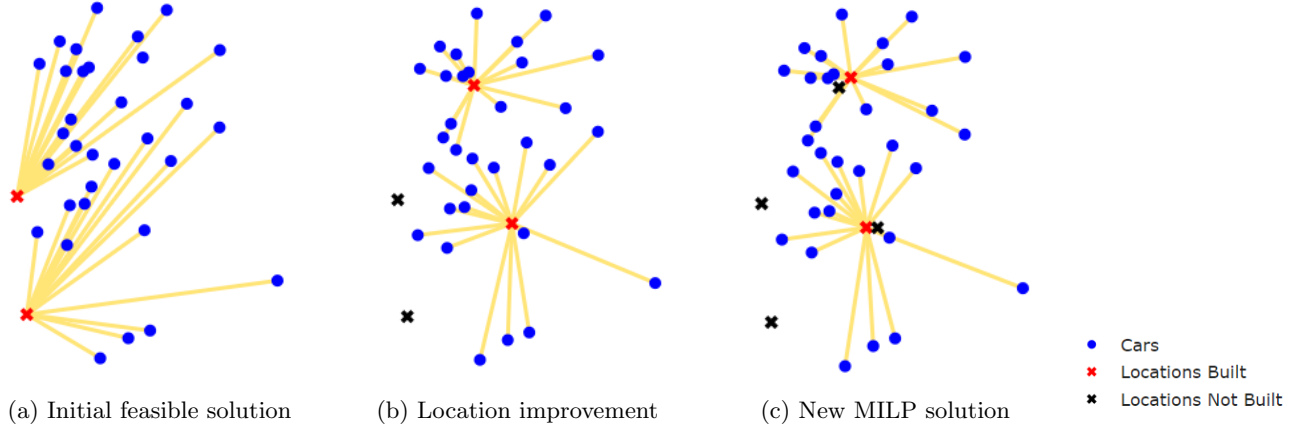 Cars
Locations Built
Locations Not Built
(a) Initial feasible solution
(b) Location improvement
(c) New MILP solution